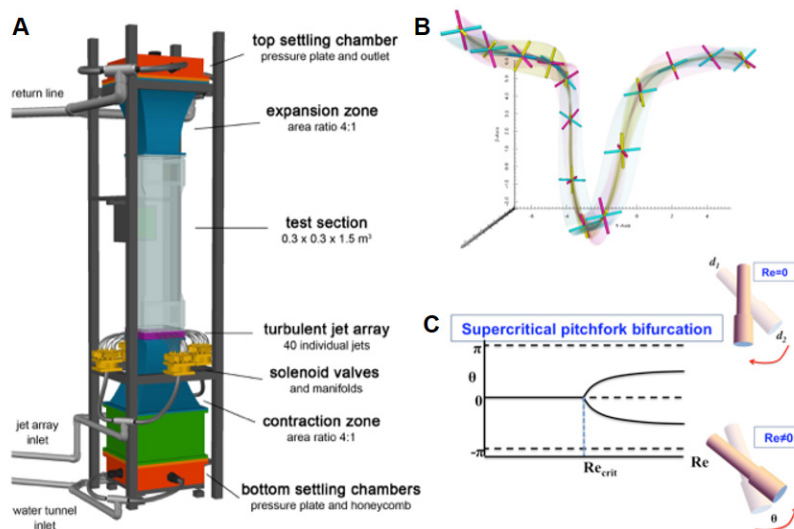 A
top settling chamber
pressure plate and outlet
return line
expansion zone
area ratio 4:1
test section
0.3 x 0.3 x 1.5 m³
turbulent jet array
40 individual jets
solenoid valves
and manifolds
contraction zone
area ratio 4:1
jet array
inlet
bottom settling chambers
pressure plate and honeycomb
water tunnel
inlet
B
Y-Axis
C
Supercritical pitchfork bifurcation
π
θ
0
-π
Re_crit
Re
d₁
Re=0
d₂
Re≠0
θ